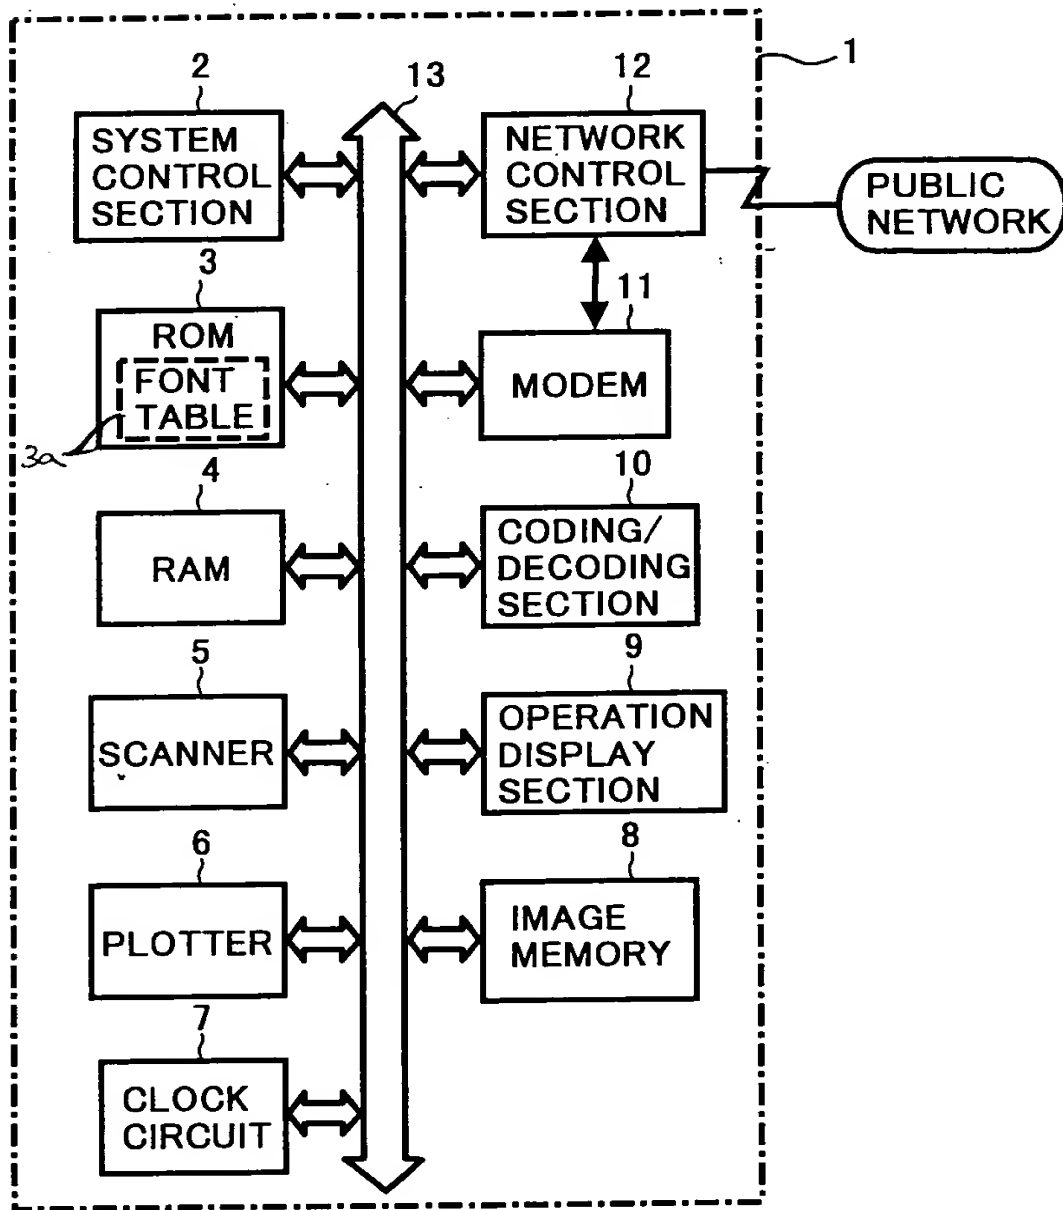 1
2
SYSTEM
CONTROL
SECTION
13
12
NETWORK
CONTROL
SECTION
PUBLIC
NETWORK
3
ROM
FONT
TABLE
3a
11
MODEM
4
RAM
10
CODING/
DECODING
SECTION
5
SCANNER
9
OPERATION
DISPLAY
SECTION
6
PLOTTER
8
IMAGE
MEMORY
7
CLOCK
CIRCUIT